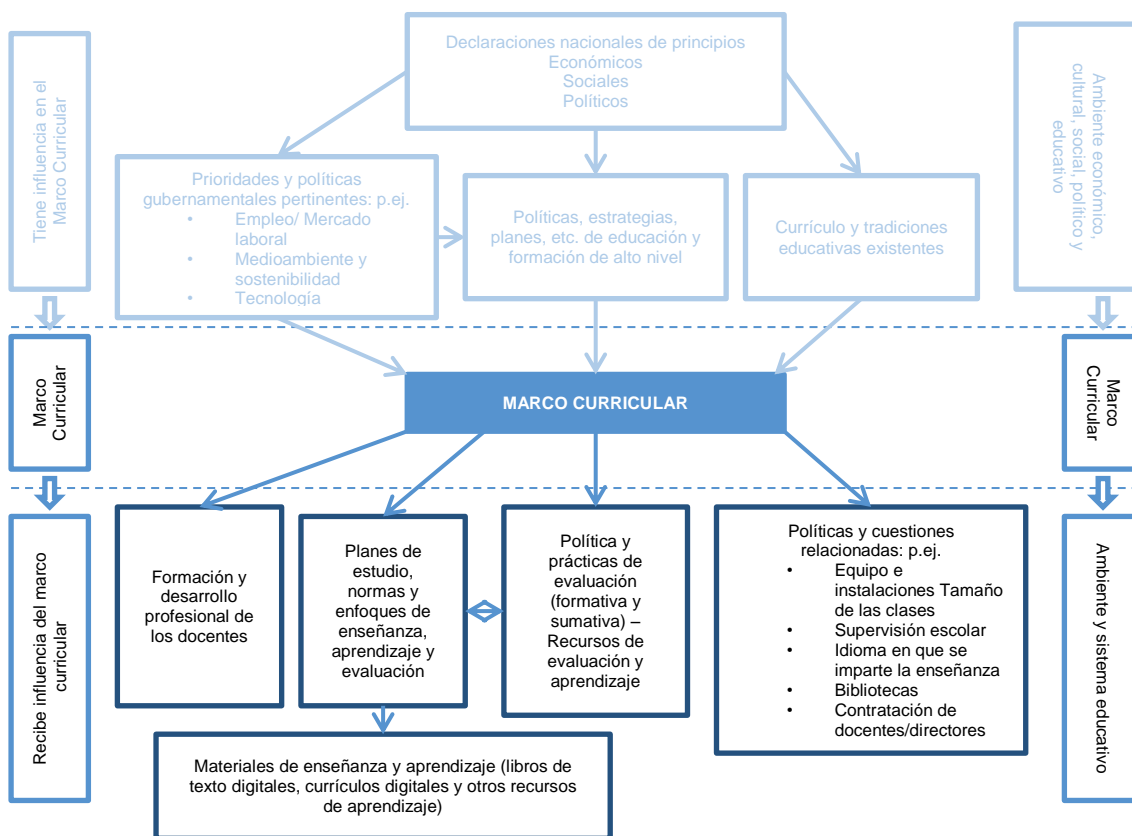 Declaraciones nacionales de principios
Económicos
Sociales
Políticos
Tiene influencia en el
Marco Curricular
Ambiente económico,
cultural, social, político y
educativo
Prioridades y políticas
gubernamentales pertinentes: p.ej.
• Empleo/ Mercado
laboral
• Medioambiente y
sostenibilidad
• Tecnología
Políticas, estrategias,
planes, etc. de educación y
formación de alto nivel
Currículo y tradiciones
educativas existentes
Marco
Curricular
MARCO CURRICULAR
Marco
Curricular
Recibe influencia del marco
curricular
Formación y
desarrollo
profesional de
los docentes
Planes de
estudio,
normas y
enfoques de
enseñanza,
aprendizaje y
evaluación
Política y
prácticas de
evaluación
(formativa y
sumativa) –
Recursos de
evaluación y
aprendizaje
Políticas y cuestiones
relacionadas: p.ej.
• Equipo e
instalaciones Tamaño
de las clases
• Supervisión escolar
• Idioma en que se
imparte la enseñanza
• Bibliotecas
• Contratación de
docentes/directores
Ambiente y sistema
educativo
Materiales de enseñanza y aprendizaje (libros de
texto digitales, currículos digitales y otros recursos
de aprendizaje)